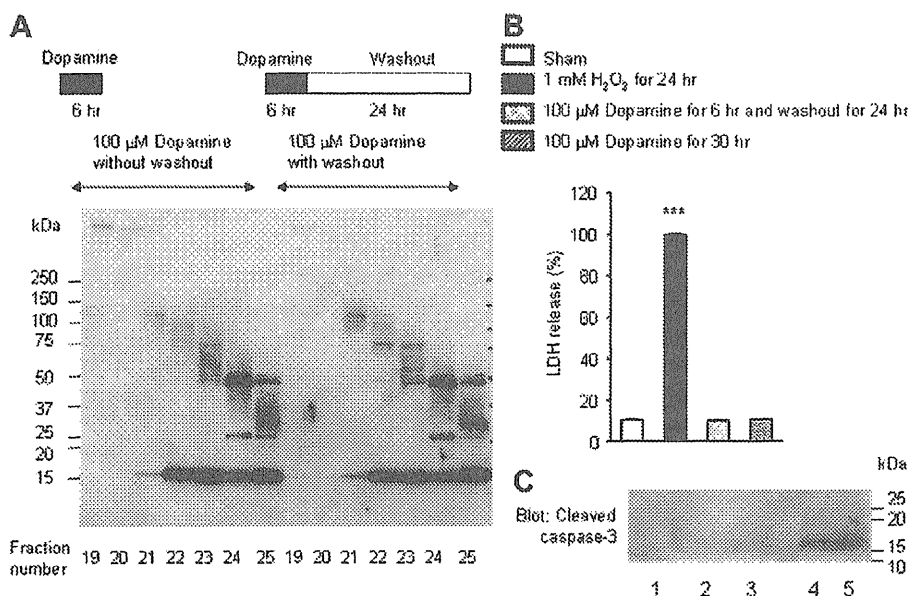 A
Dopamine
6 hr
Dopamine Washout
6 hr 24 hr
100 µM Dopamine without washout
100 µM Dopamine with washout
kDa
250
150
100
75
50
37
25
20
15
Fraction number 19 20 21 22 23 24 25 19 20 21 22 23 24 25
B
Sham
1 mM H₂O₂ for 24 hr
100 µM Dopamine for 6 hr and washout for 24 hr
100 µM Dopamine for 30 hr
LDH release (%)
120
100
80
60
40
20
0
***
C
Blot: Cleaved caspase-3
kDa
25
20
15
10
1 2 3 4 5